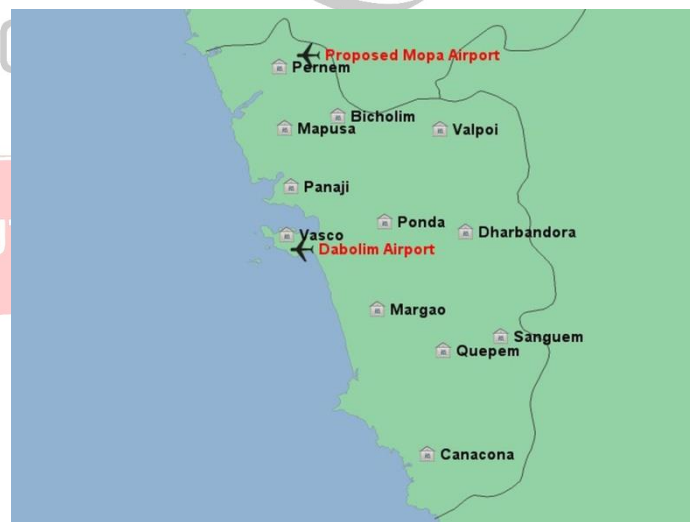 Proposed Mopa Airport
Pernem
Bicholim
Mapusa
Valpoi
Panaji
Ponda
Dharbandora
Vasco
Dabolim Airport
Margao
Sanguem
Quepem
Canacona